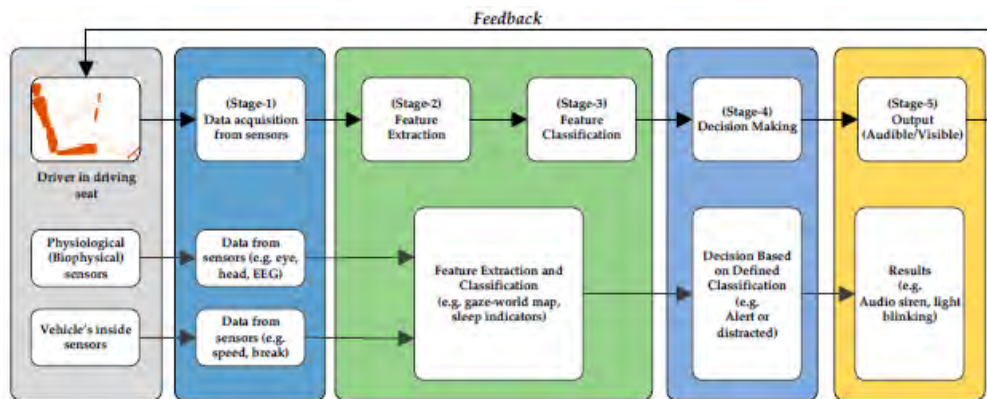 Feedback
(Stage-1)
Data acquisition
from sensors
(Stage-2)
Feature
Extraction
(Stage-3)
Feature
Classification
(Stage-4)
Decision Making
(Stage-5)
Output
(Audible/Visible)
Driver in driving
seat
Physiological
(Biophysical)
sensors
Data from
sensors (e.g. eye,
head, EEG)
Vehicle's inside
sensors
Data from
sensors (e.g.
speed, break)
Feature Extraction and
Classification
(e.g. gaze-world map,
sleep indicators)
Decision Based
on Defined
Classification
(e.g.
Alert or
distracted)
Results
(e.g.
Audio siren, light
blinking)